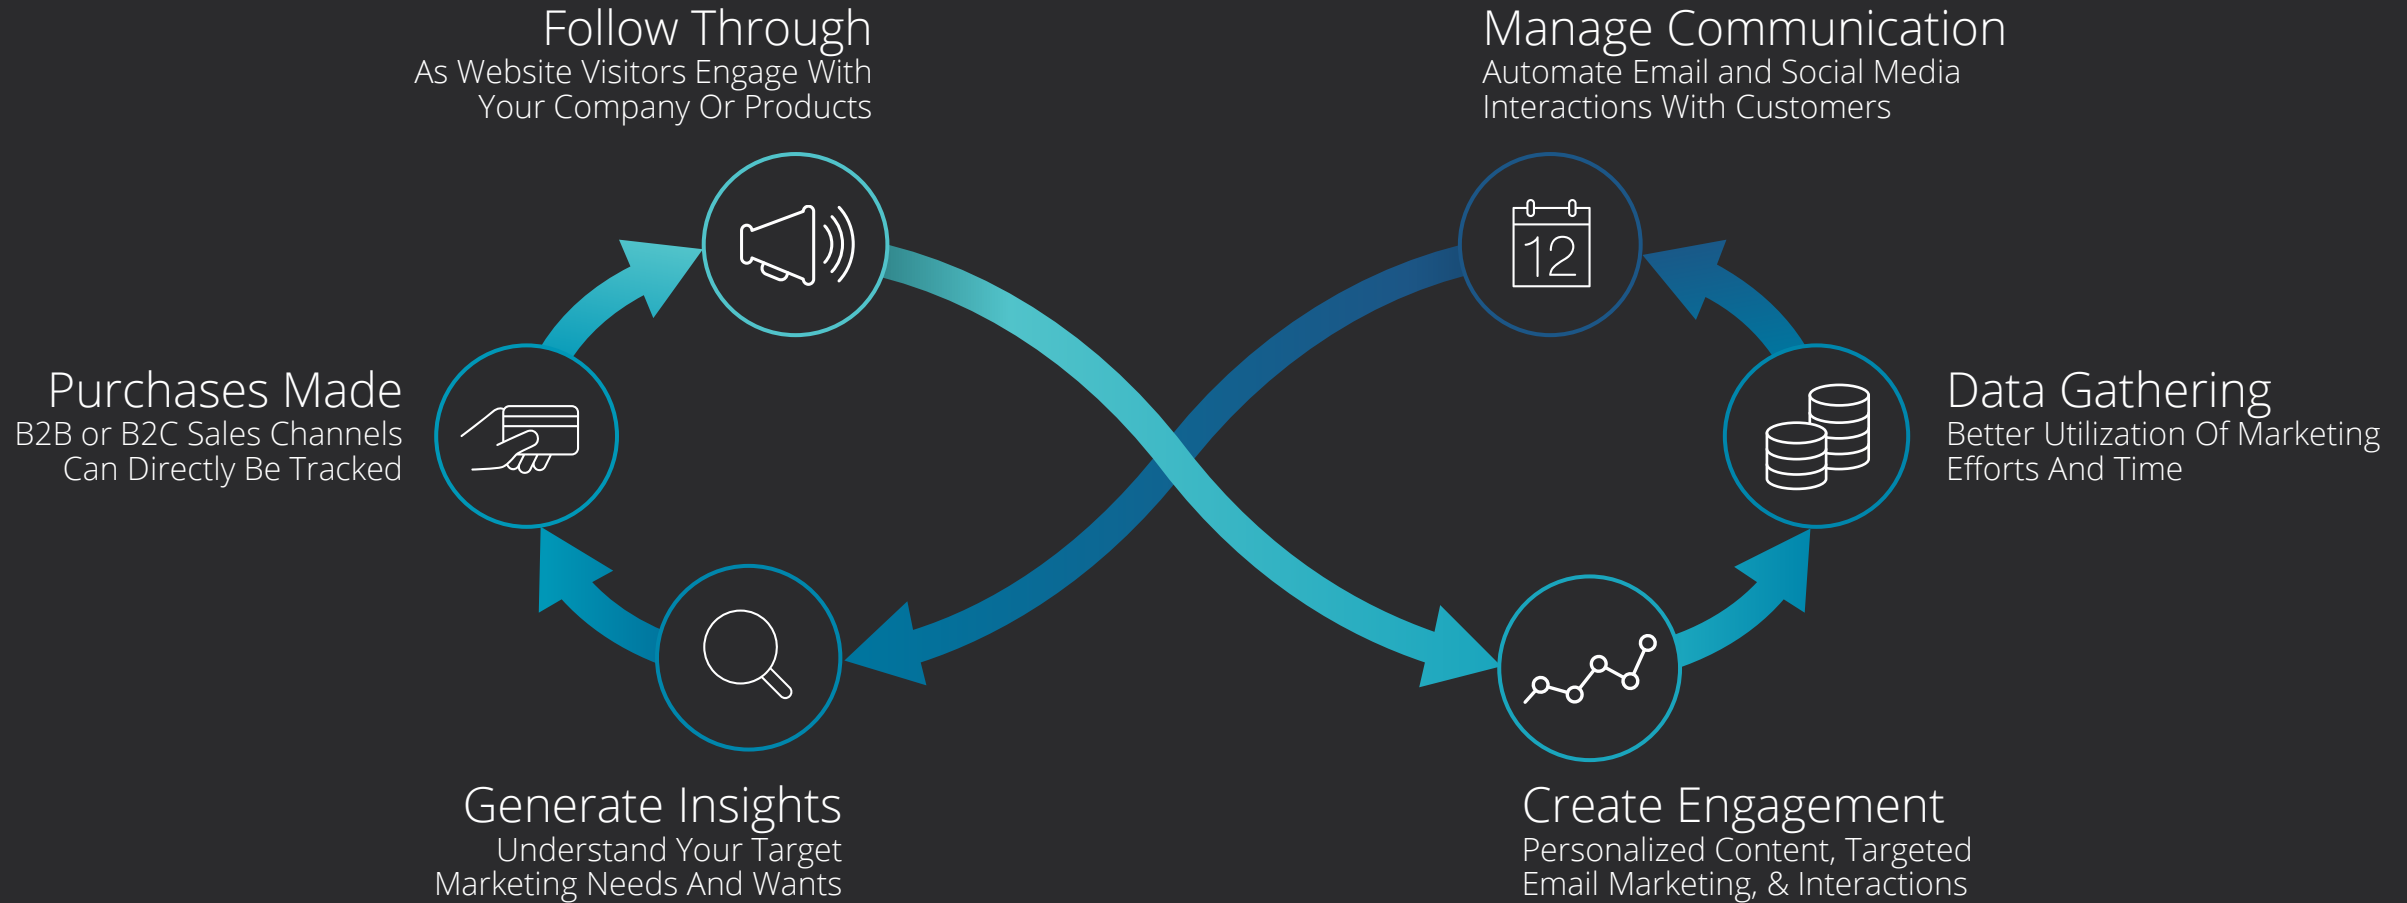 Follow Through
As Website Visitors Engage With
Your Company Or Products
Manage Communication
Automate Email and Social Media
Interactions With Customers
12
Purchases Made
B2B or B2C Sales Channels
Can Directly Be Tracked
Data Gathering
Better Utilization Of Marketing
Efforts And Time
Generate Insights
Understand Your Target
Marketing Needs And Wants
Create Engagement
Personalized Content, Targeted
Email Marketing, & Interactions